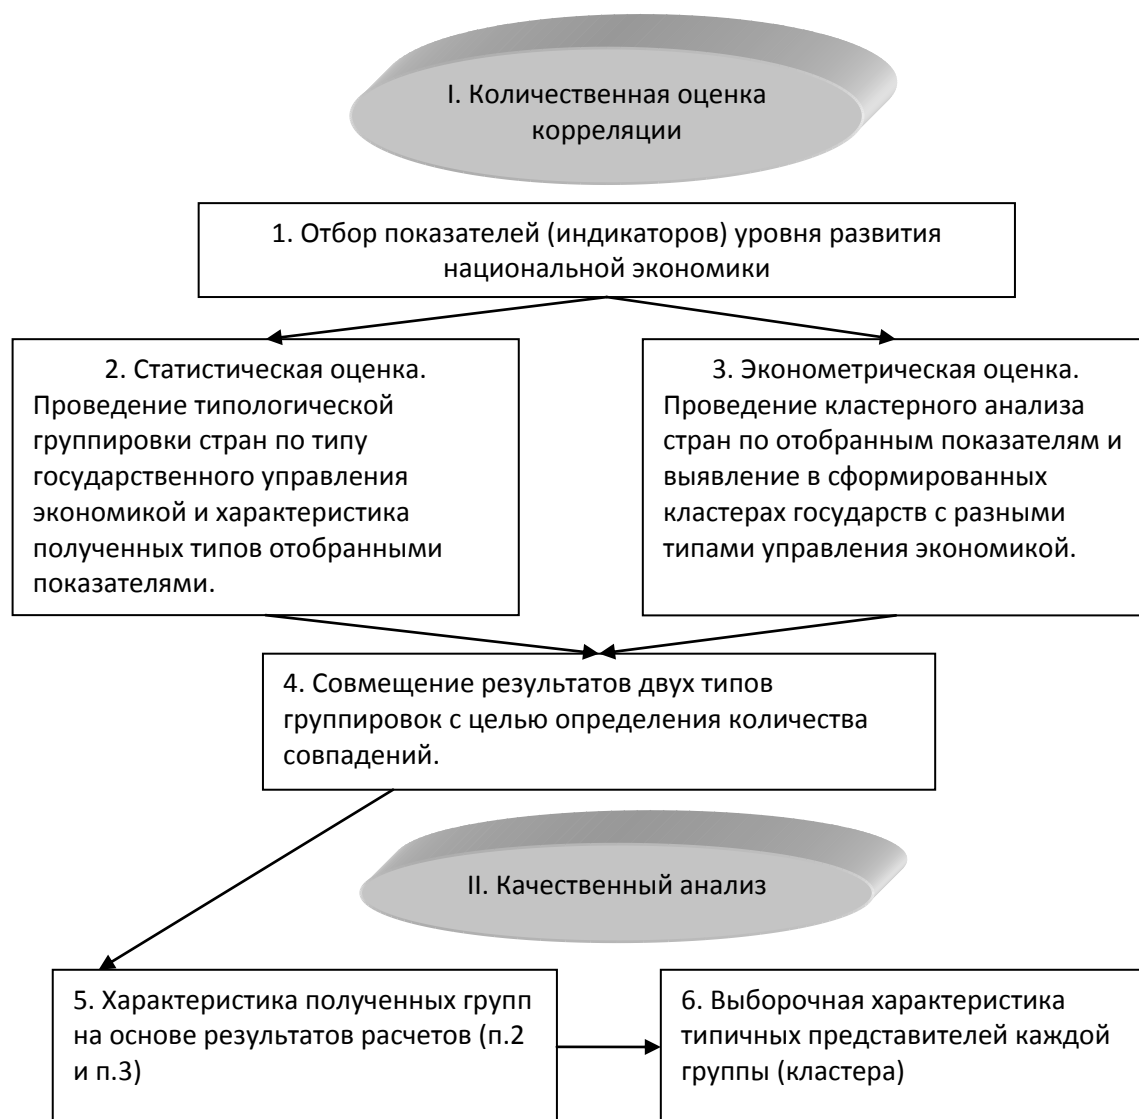 I. Количественная оценка
корреляции
1. Отбор показателей (индикаторов) уровня развития
национальной экономики
2. Статистическая оценка.
Проведение типологической
группировки стран по типу
государственного управления
экономикой и характеристика
полученных типов отобранными
показателями.
3. Эконометрическая оценка.
Проведение кластерного анализа
стран по отобранным показателям и
выявление в сформированных
кластерах государств с разными
типами управления экономикой.
4. Совмещение результатов двух типов
группировок с целью определения количества
совпадений.
II. Качественный анализ
5. Характеристика полученных групп
на основе результатов расчетов (п.2
и п.3)
6. Выборочная характеристика
типичных представителей каждой
группы (кластера)